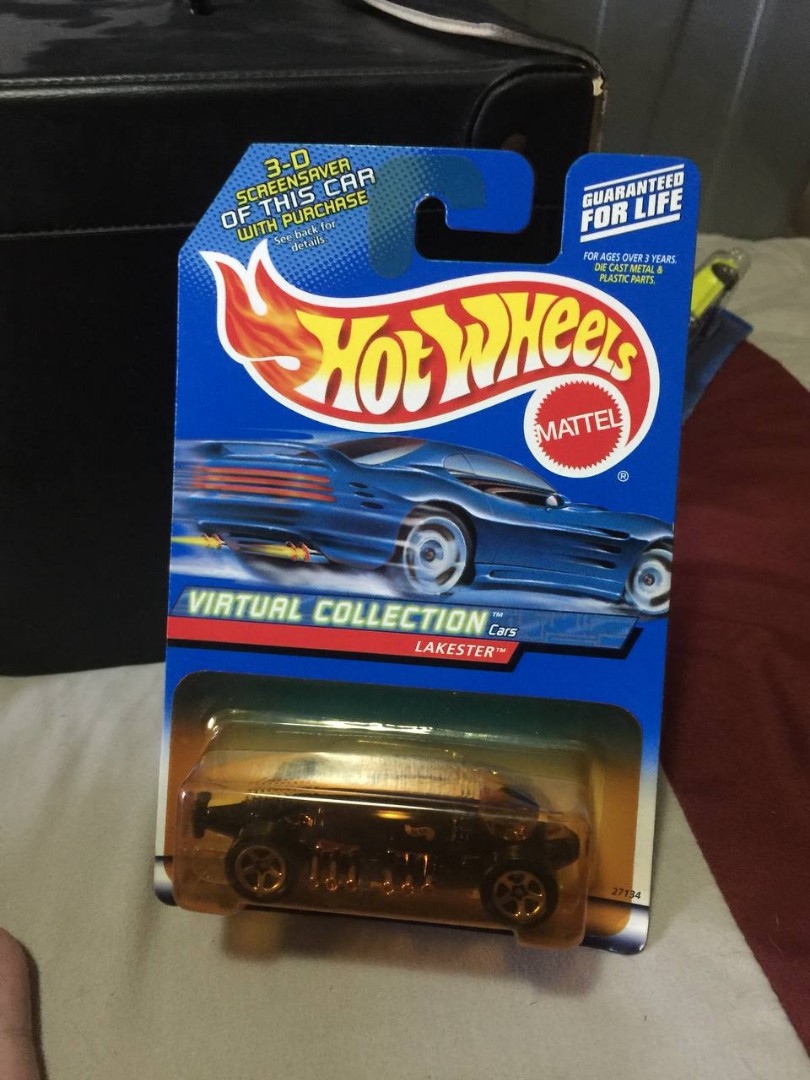 3-D
SCREENSAVER
OF THIS CAR
WITH PURCHASE
See back for
details.
GUARANTEED
FOR LIFE
FOR AGES OVER 3 YEARS.
DIE CAST METAL &
PLASTIC PARTS.
HOT WHEELS
MATTEL
®
VIRTUAL COLLECTION™
Cars
LAKESTER™
27134